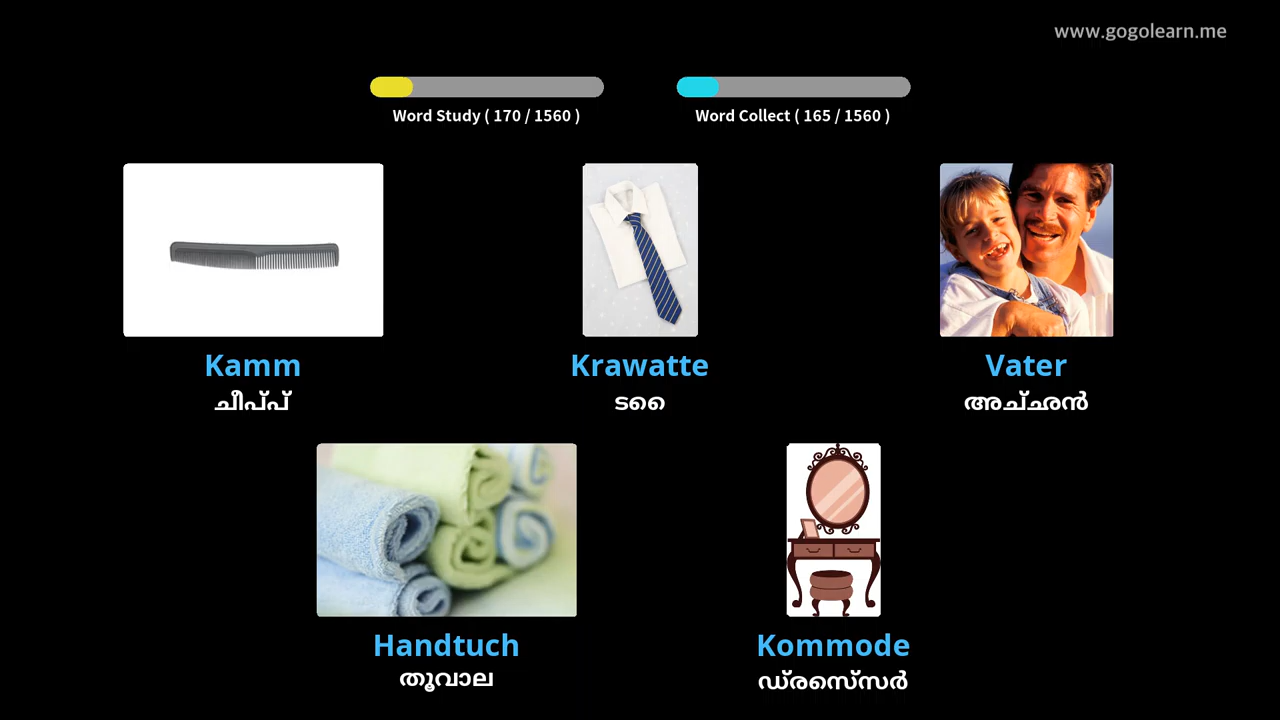 www.gogolearn.me
Word Study ( 170 / 1560 )
Word Collect ( 165 / 1560 )
Kamm
ചീപ്പ്
Krawatte
ടൈ
Vater
അച്ഛൻ
Handtuch
തൂവാല
Kommode
ഡ്രസ്സെർ